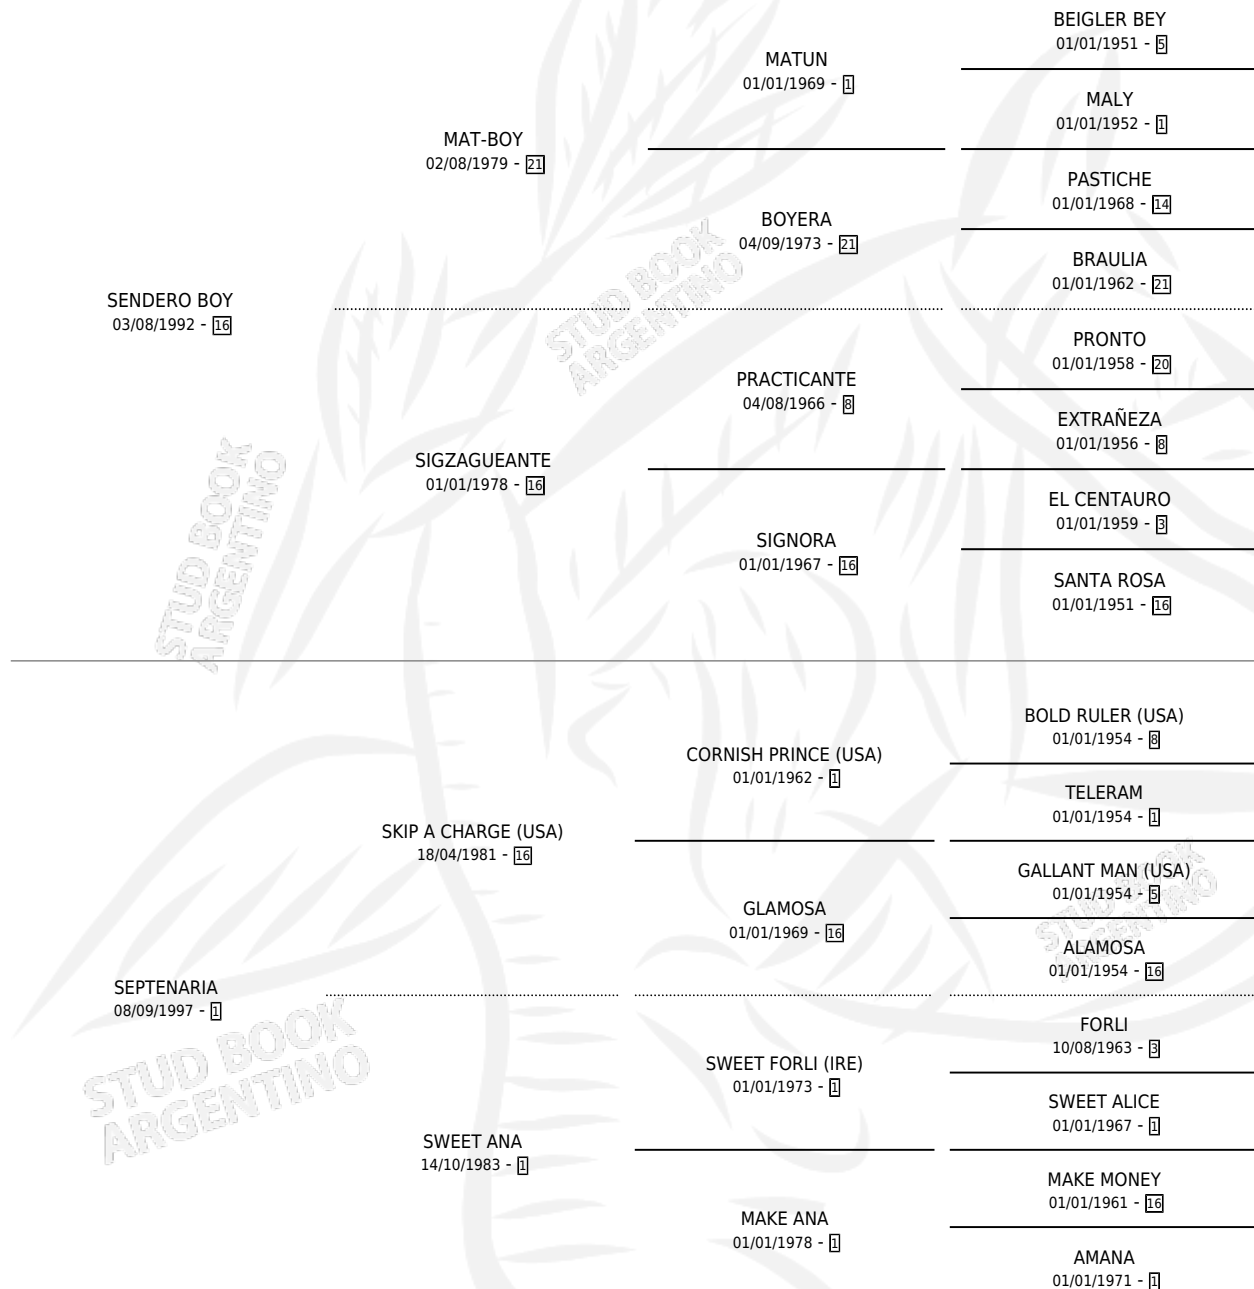 BEIGLER BEY
01/01/1951 - 5
MATUN
01/01/1969 - 1
MALY
01/01/1952 - 1
MAT-BOY
02/08/1979 - 21
PASTICHE
01/01/1968 - 14
BOYERA
04/09/1973 - 21
BRAULIA
01/01/1962 - 21
SENDERO BOY
03/08/1992 - 16
PRONTO
01/01/1958 - 20
PRACTICANTE
04/08/1966 - 8
EXTRAÑEZA
01/01/1956 - 8
SIGZAGUEANTE
01/01/1978 - 16
EL CENTAURO
01/01/1959 - 3
SIGNORA
01/01/1967 - 16
SANTA ROSA
01/01/1951 - 16
BOLD RULER (USA)
01/01/1954 - 8
CORNISH PRINCE (USA)
01/01/1962 - 1
TELERAM
01/01/1954 - 1
SKIP A CHARGE (USA)
18/04/1981 - 16
GALLANT MAN (USA)
01/01/1954 - 5
GLAMOSA
01/01/1969 - 16
ALAMOSA
01/01/1954 - 16
SEPTENARIA
08/09/1997 - 1
FORLI
10/08/1963 - 3
SWEET FORLI (IRE)
01/01/1973 - 1
SWEET ALICE
01/01/1967 - 1
SWEET ANA
14/10/1983 - 1
MAKE MONEY
01/01/1961 - 16
MAKE ANA
01/01/1978 - 1
AMANA
01/01/1971 - 1
STUD BOOK
ARGENTINO
STUD BOOK
ARGENTINO
STUD BOOK
ARGENTINO
STUD BOOK
ARGENTINO